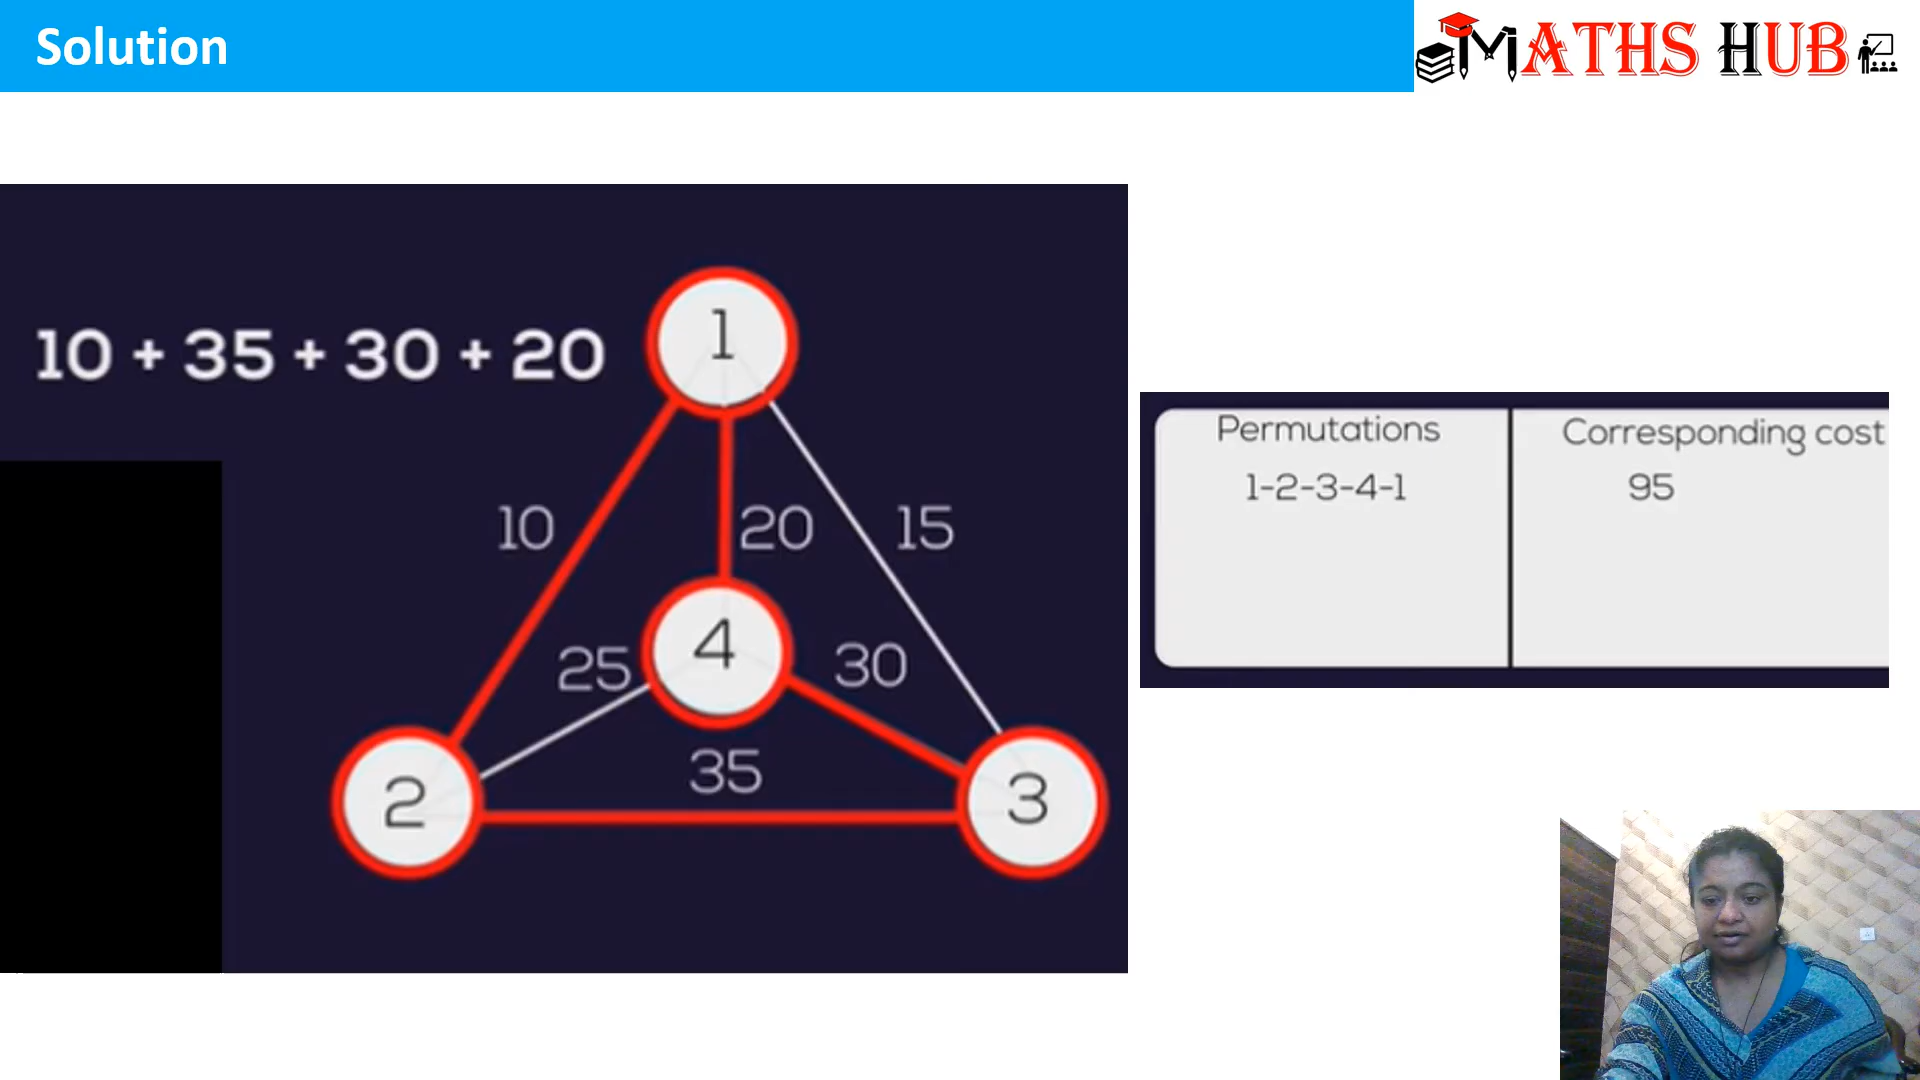 Solution
MATHS HUB
10 + 35 + 30 + 20
1
10
20
15
4
25
30
35
2
3
Permutations
Corresponding cost
1-2-3-4-1
95